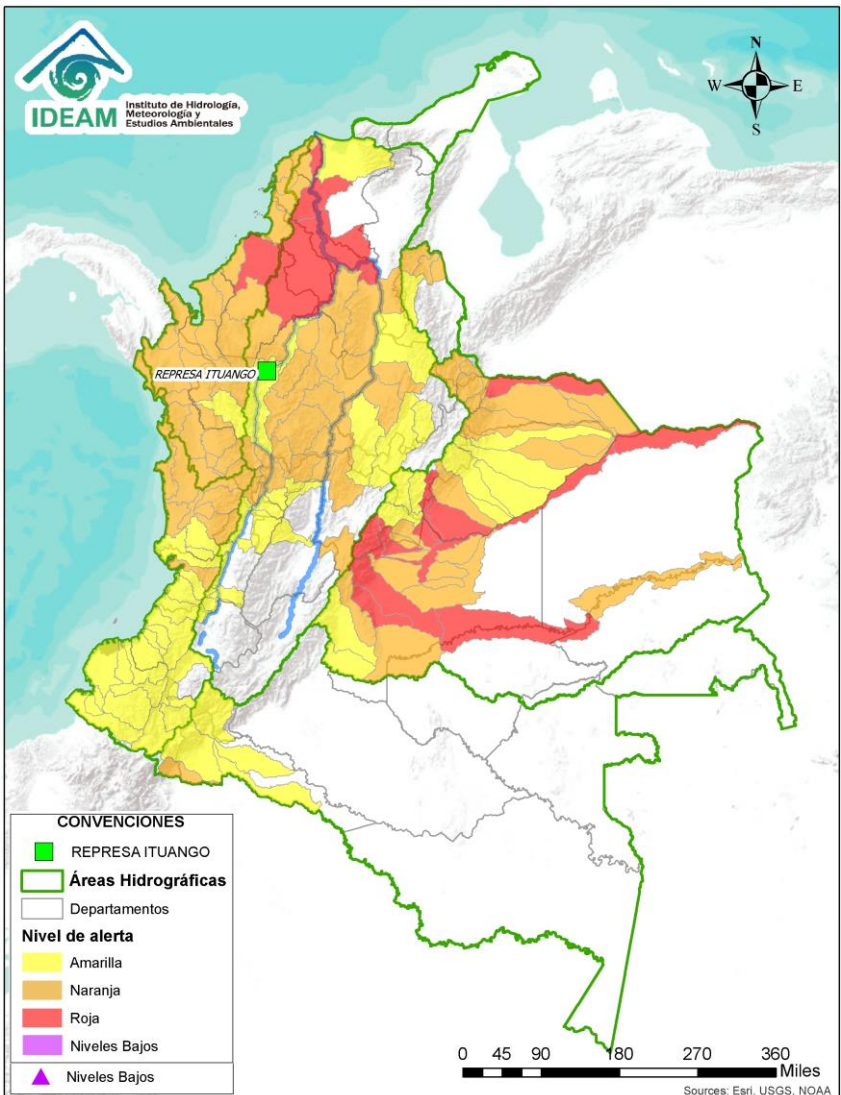 IDEAM
Instituto de Hidrología,
Meteorología y
Estudios Ambientales
N
W
E
S
REPRESA ITUANGO
CONVENCIONES
REPRESA ITUANGO
Áreas Hidrográficas
Departamentos
Nivel de alerta
Amarilla
Naranja
Roja
Niveles Bajos
Niveles Bajos
0 45 90 180 270 360
Miles
Sources: Esri, USGS, NOAA